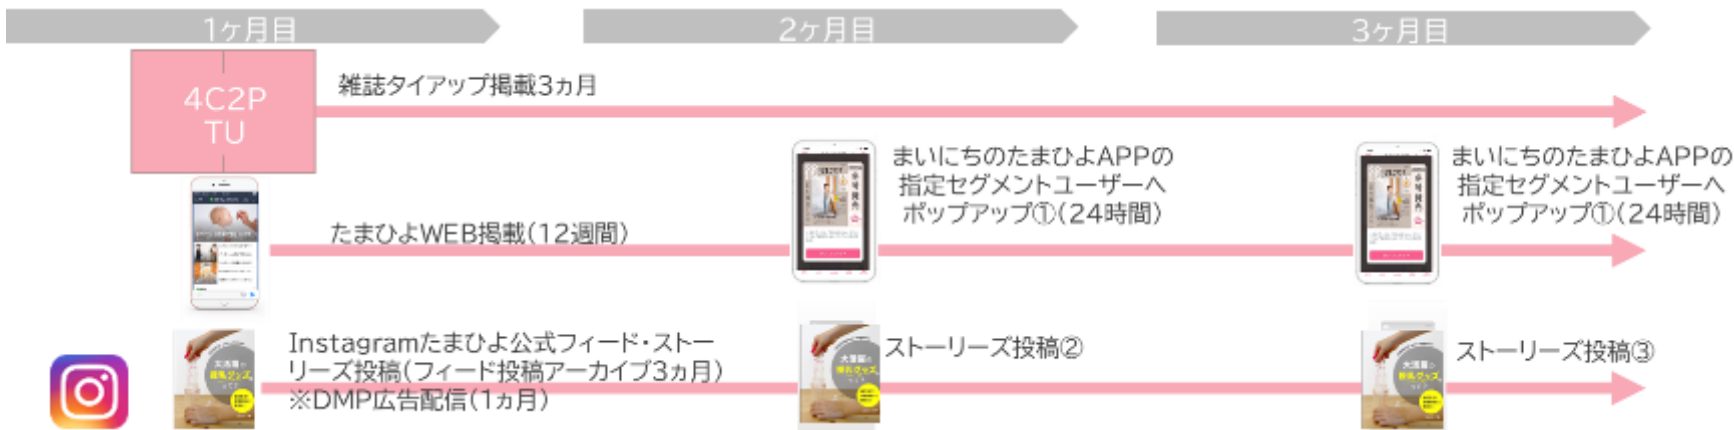 1ヶ月目
2ヶ月目
3ヶ月目
4C2P
TU
雑誌タイアップ掲載3ヵ月
たまひよWEB掲載(12週間)
まいにちのたまひよAPPの
指定セグメントユーザーへ
ポップアップ①(24時間)
まいにちのたまひよAPPの
指定セグメントユーザーへ
ポップアップ①(24時間)
Instagramたまひよ公式フィード・ストー
リーズ投稿(フィード投稿アーカイブ3ヵ月)
※DMP広告配信(1ヵ月)
ストーリーズ投稿②
ストーリーズ投稿③